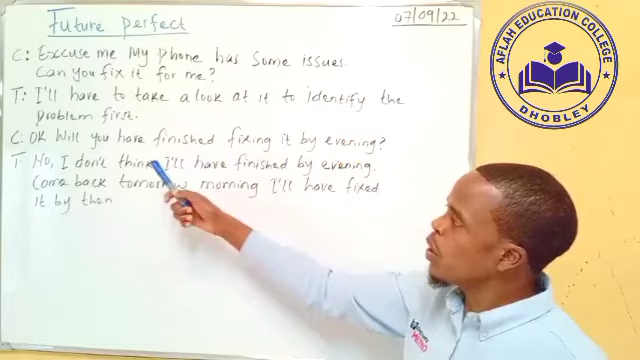 Future perfect
07/09/22
C: Excuse me My phone has some issues.
Can you fix it for me?
T: I'll have to take a look at it to identify the
problem first.
C: OK. Will you have finished fixing it by evening?
T: No, I don't think I'll have finished by evening.
Come back tomorrow morning I'll have fixed
it by then
AFLAH EDUCATION COLLEGE
DHOBLEY
METRO